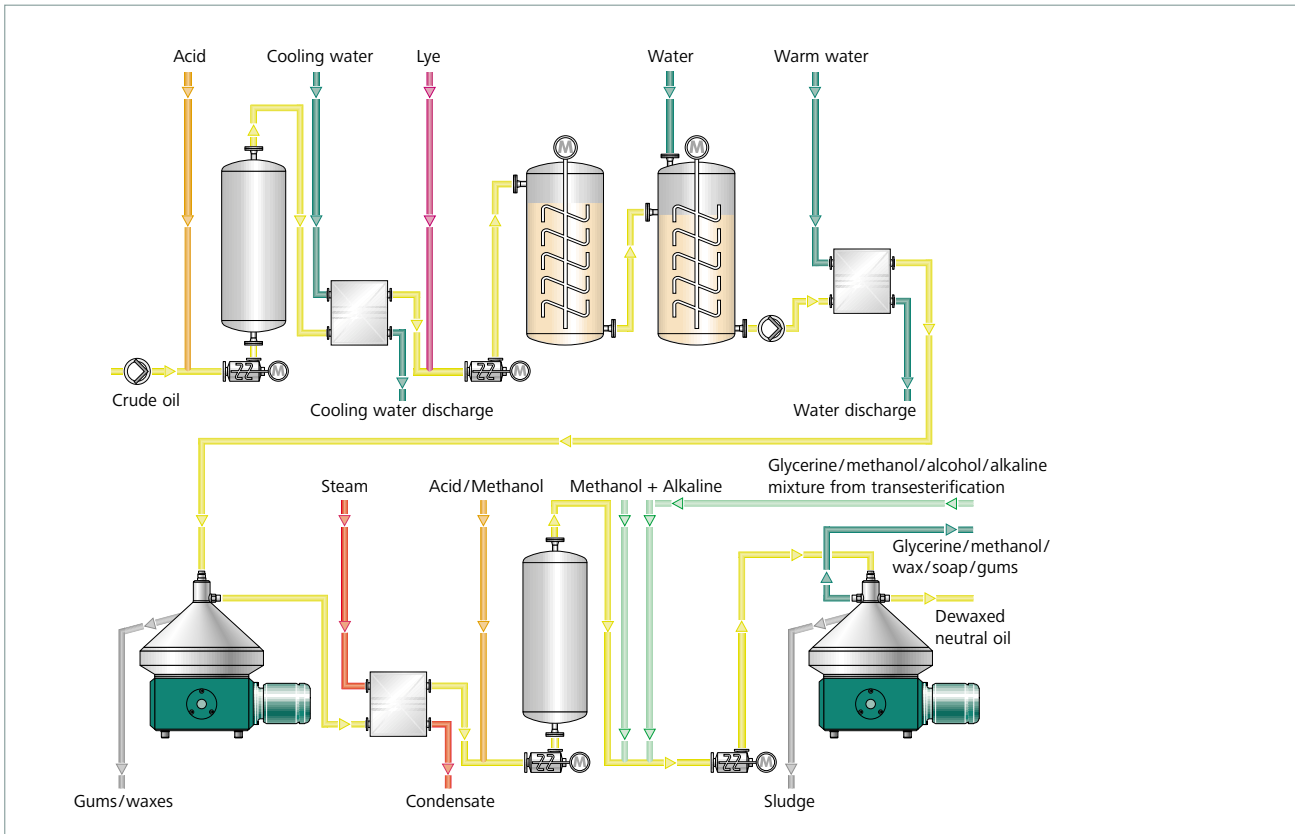 Acid
Cooling water
Lye
Water
Warm water
M
M
M
M
Crude oil
Cooling water discharge
Water discharge
Steam
Acid/Methanol
Methanol + Alkaline
Glycerine/methanol/alcohol/alkaline
mixture from transesterification
Glycerine/methanol/
wax/soap/gums
Dewaxed
neutral oil
M
M
Gums/waxes
Condensate
Sludge